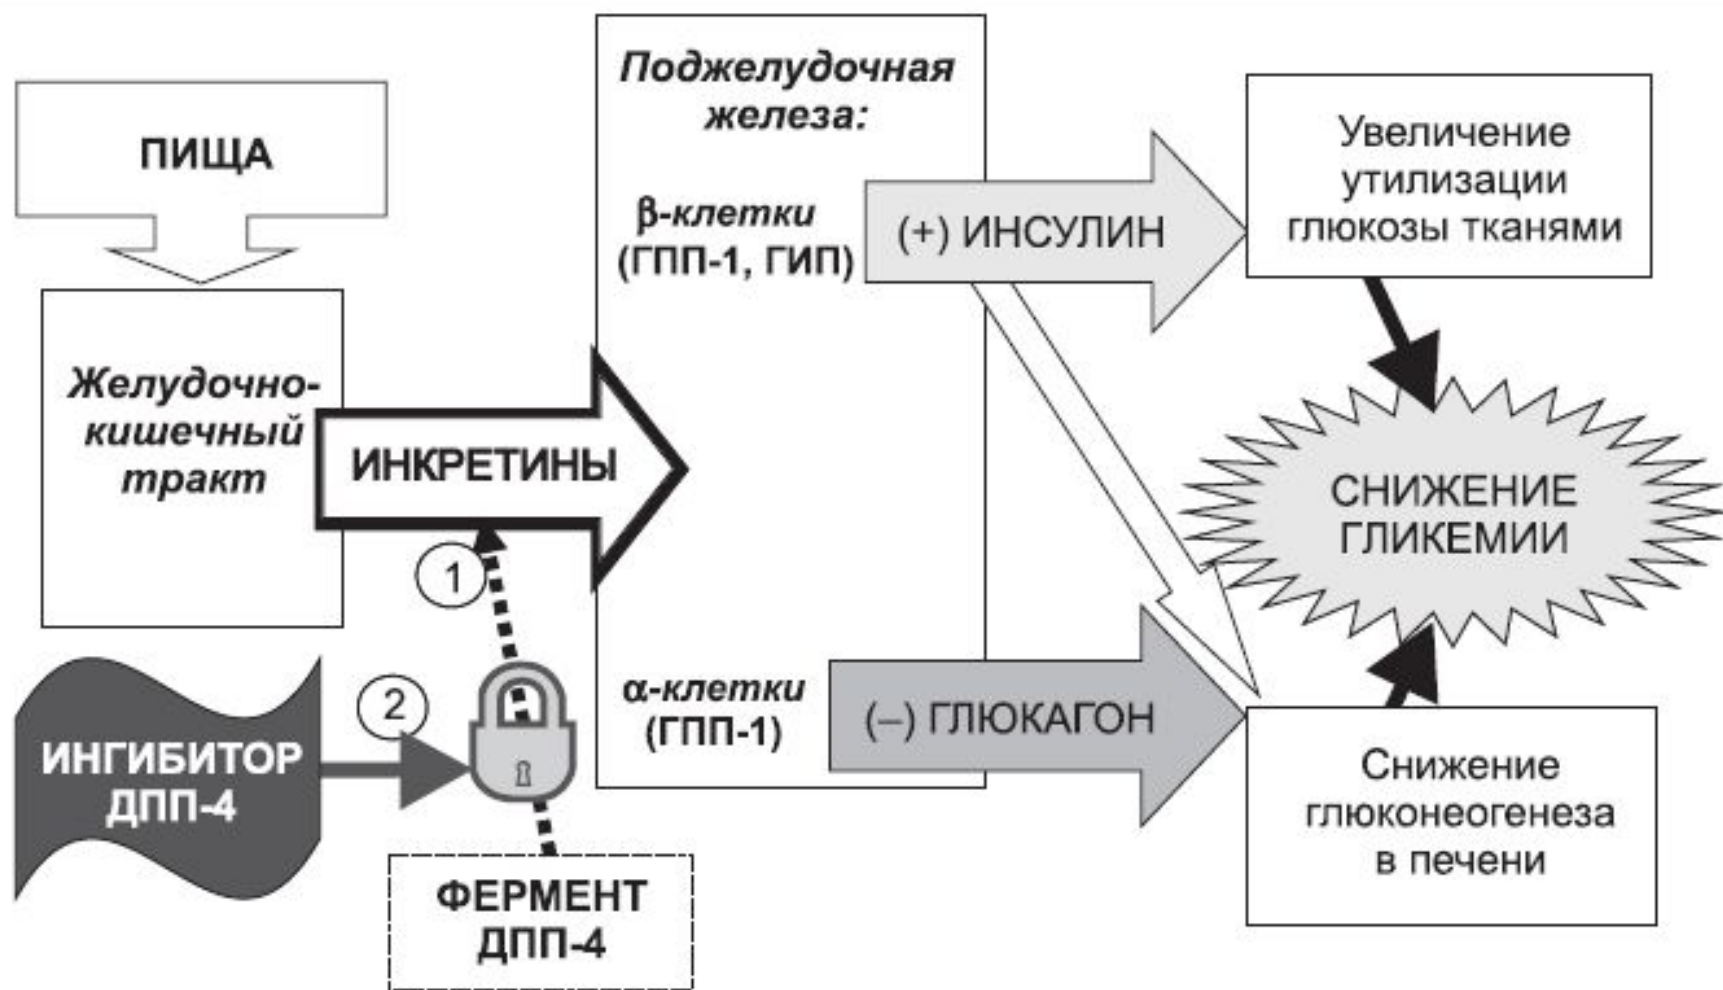 ПИЩА
Желудочно-
кишечный
тракт
ИНКРЕТИНЫ
1
2
ИНГИБИТОР
ДПП-4
ФЕРМЕНТ
ДПП-4
Поджелудочная
железа:
β-клетки
(ГПП-1, ГИП)
(+) ИНСУЛИН
α-клетки
(ГПП-1)
(–) ГЛЮКАГОН
Увеличение
утилизации
глюкозы тканями
СНИЖЕНИЕ
ГЛИКЕМИИ
Снижение
глюконеогенеза
в печени